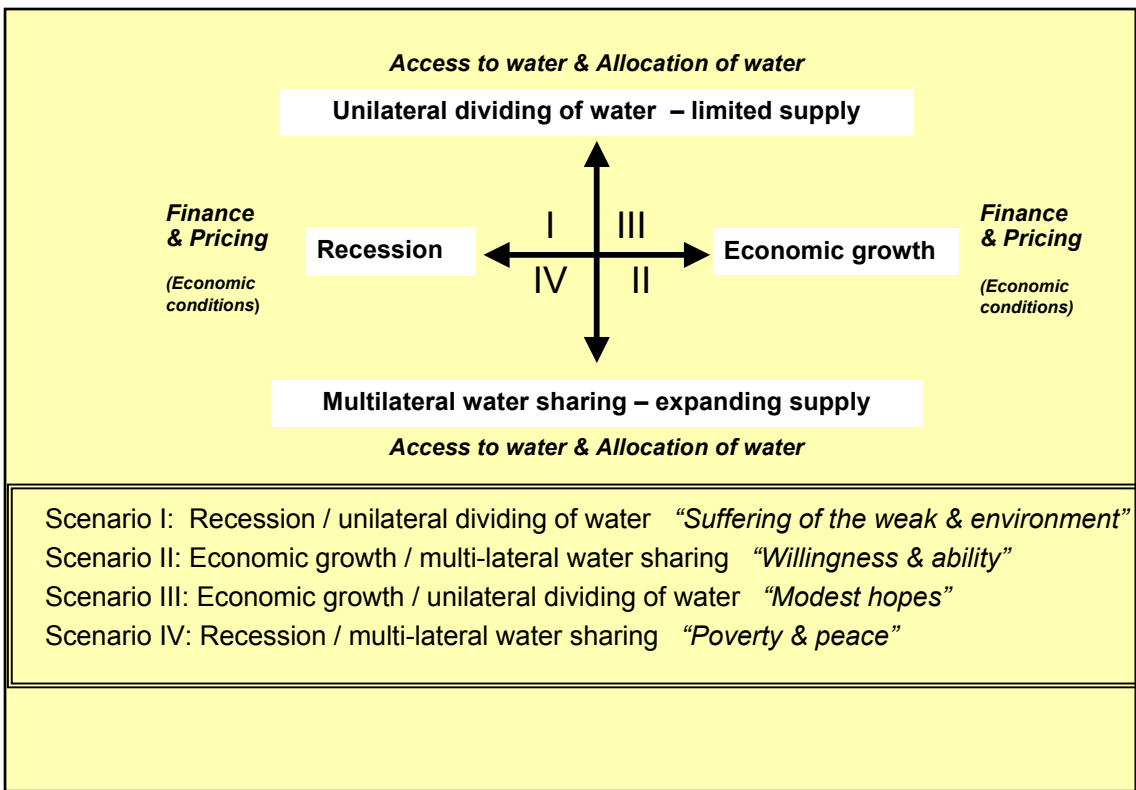 Access to water & Allocation of water
Unilateral dividing of water – limited supply
Finance
& Pricing
(Economic
conditions)
Recession
I
III
IV
II
Economic growth
Finance
& Pricing
(Economic
conditions)
Multilateral water sharing – expanding supply
Access to water & Allocation of water
Scenario I: Recession / unilateral dividing of water “Suffering of the weak & environment”
Scenario II: Economic growth / multi-lateral water sharing “Willingness & ability”
Scenario III: Economic growth / unilateral dividing of water “Modest hopes”
Scenario IV: Recession / multi-lateral water sharing “Poverty & peace”